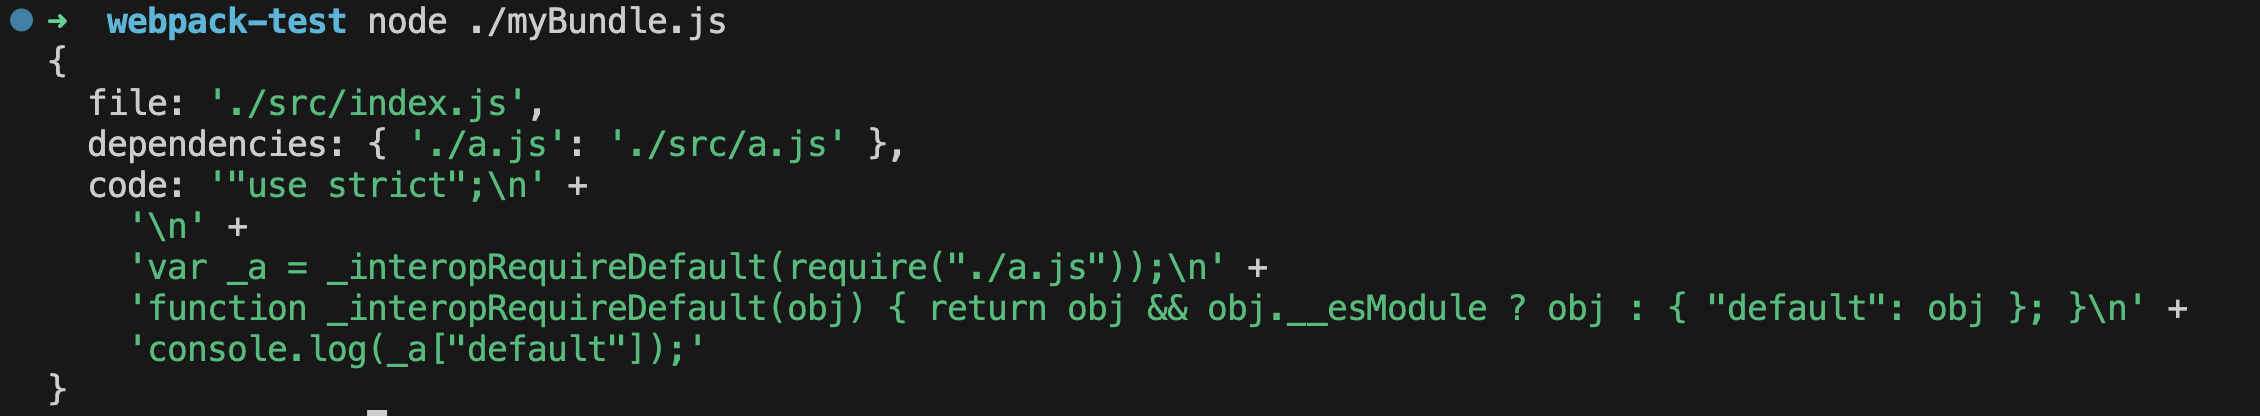 ➜  webpack-test node ./myBundle.js
{
  file: './src/index.js',
  dependencies: { './a.js': './src/a.js' },
  code: '"use strict";\n' +
    '\n' +
    'var _a = _interopRequireDefault(require("./a.js"));\n' +
    'function _interopRequireDefault(obj) { return obj && obj.__esModule ? obj : { "default": obj }; }\n' +
    'console.log(_a["default"]);'
}